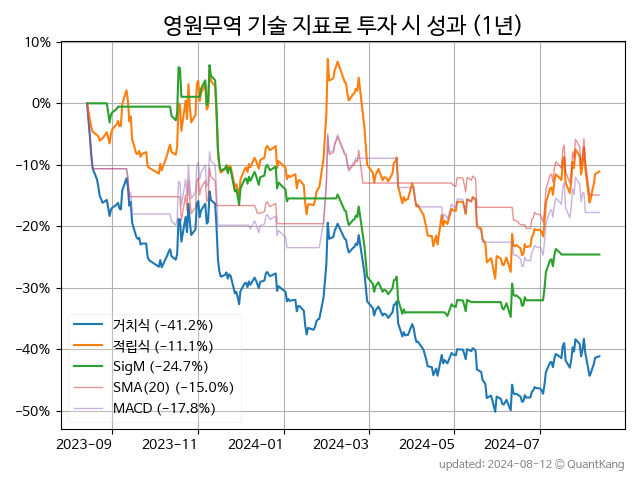 영원무역 기술 지표로 투자 시 성과 (1년)
10%
0%
−10%
−20%
−30%
−40%
−50%
거치식 (−41.2%)
적립식 (−11.1%)
SigM (−24.7%)
SMA(20) (−15.0%)
MACD (−17.8%)
2023-09
2023-11
2024-01
2024-03
2024-05
2024-07
updated: 2024-08-12 © QuantKang